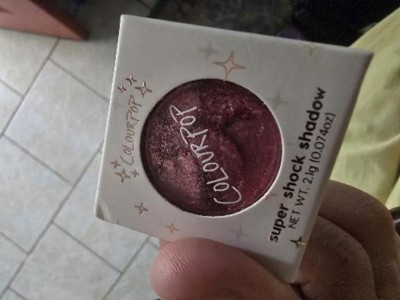 COLOURPOP
COLOURPOP
super shock shadow
NET WT. 2.1g (0.074oz)